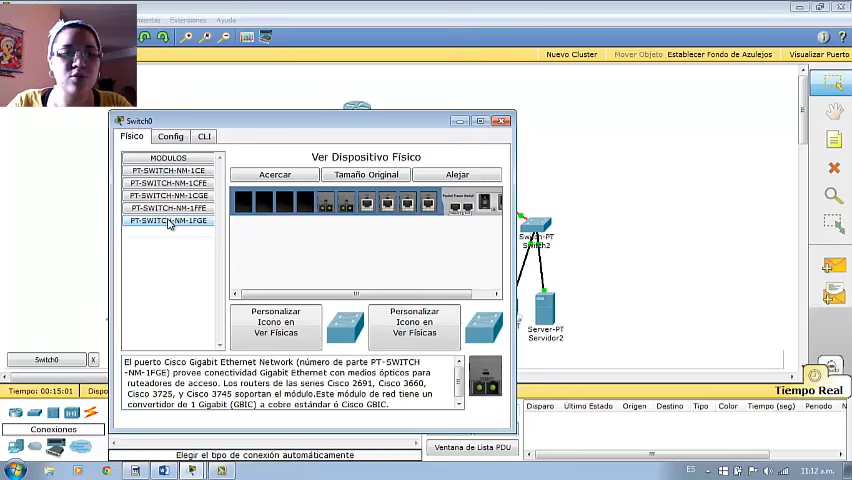 Extensiones
Ayuda
Nuevo Cluster
Mover Objeto
Establecer Fondo de Azulejos
Visualizar Puerto
Switch0
Físico
Config
CLI
MODULOS
PT-SWITCH-NM-1CE
PT-SWITCH-NM-1CFE
PT-SWITCH-NM-1CGE
PT-SWITCH-NM-1FFE
PT-SWITCH-NM-1FGE
Ver Dispositivo Físico
Acercar
Tamaño Original
Alejar
Personalizar
Icono en
Ver Físicas
Personalizar
Icono en
Ver Físicas
El puerto Cisco Gigabit Ethernet Network (número de parte PT-SWITCH
-NM-1FGE) provee conectividad Gigabit Ethernet con medios ópticos para
ruteadores de acceso. Los routers de las series Cisco 2691, Cisco 3660,
Cisco 3725, y Cisco 3745 soportan el módulo.Este módulo de red tiene un
convertidor de 1 Gigabit (GBIC) a cobre estándar ó Cisco GBIC.
Switch-PT
Switch2
Server-PT
Servidor2
Switch0
X
Tiempo: 00:15:01
Tiempo Real
Conexiones
Elegir el tipo de conexión automáticamente
Ventana de Lista PDU
Disparo
Último Estado
Origen
Destino
Tipo
Color
Tiempo (seg)
Periodo
N
ES
11:12 a.m.